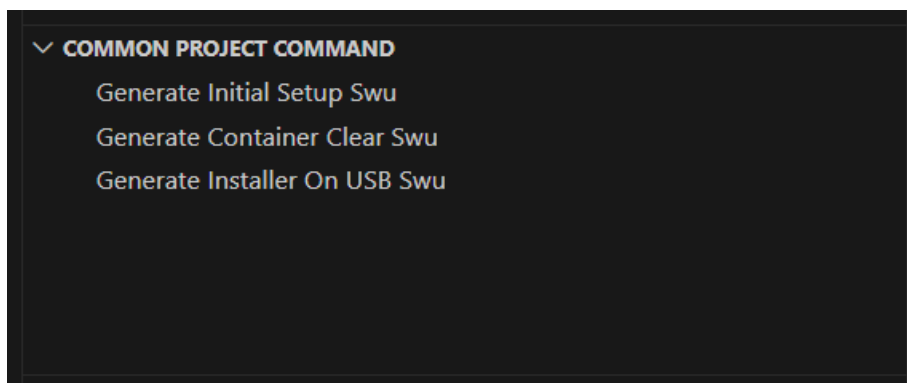 COMMON PROJECT COMMAND
Generate Initial Setup Swu
Generate Container Clear Swu
Generate Installer On USB Swu